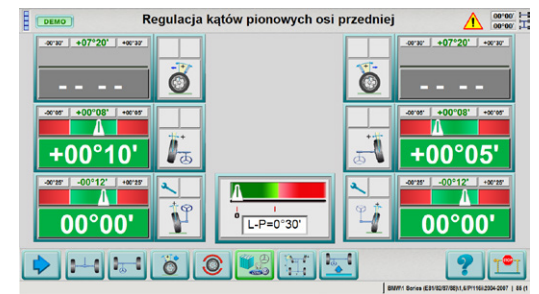 DEMO
Regulacja kątów pionowych osi przedniej
00°00'
00°00'
-00°30' +07°20' +00°30'
-00°30' +07°20' +00°30'
-00°05' +00°08' +00°05'
-00°05' +00°08' +00°05'
+00°10'
+00°05'
-00°25' -00°12' +00°25'
-00°25' -00°12' +00°25'
00°00'
L-P=0°30'
00°00'
?
STOP